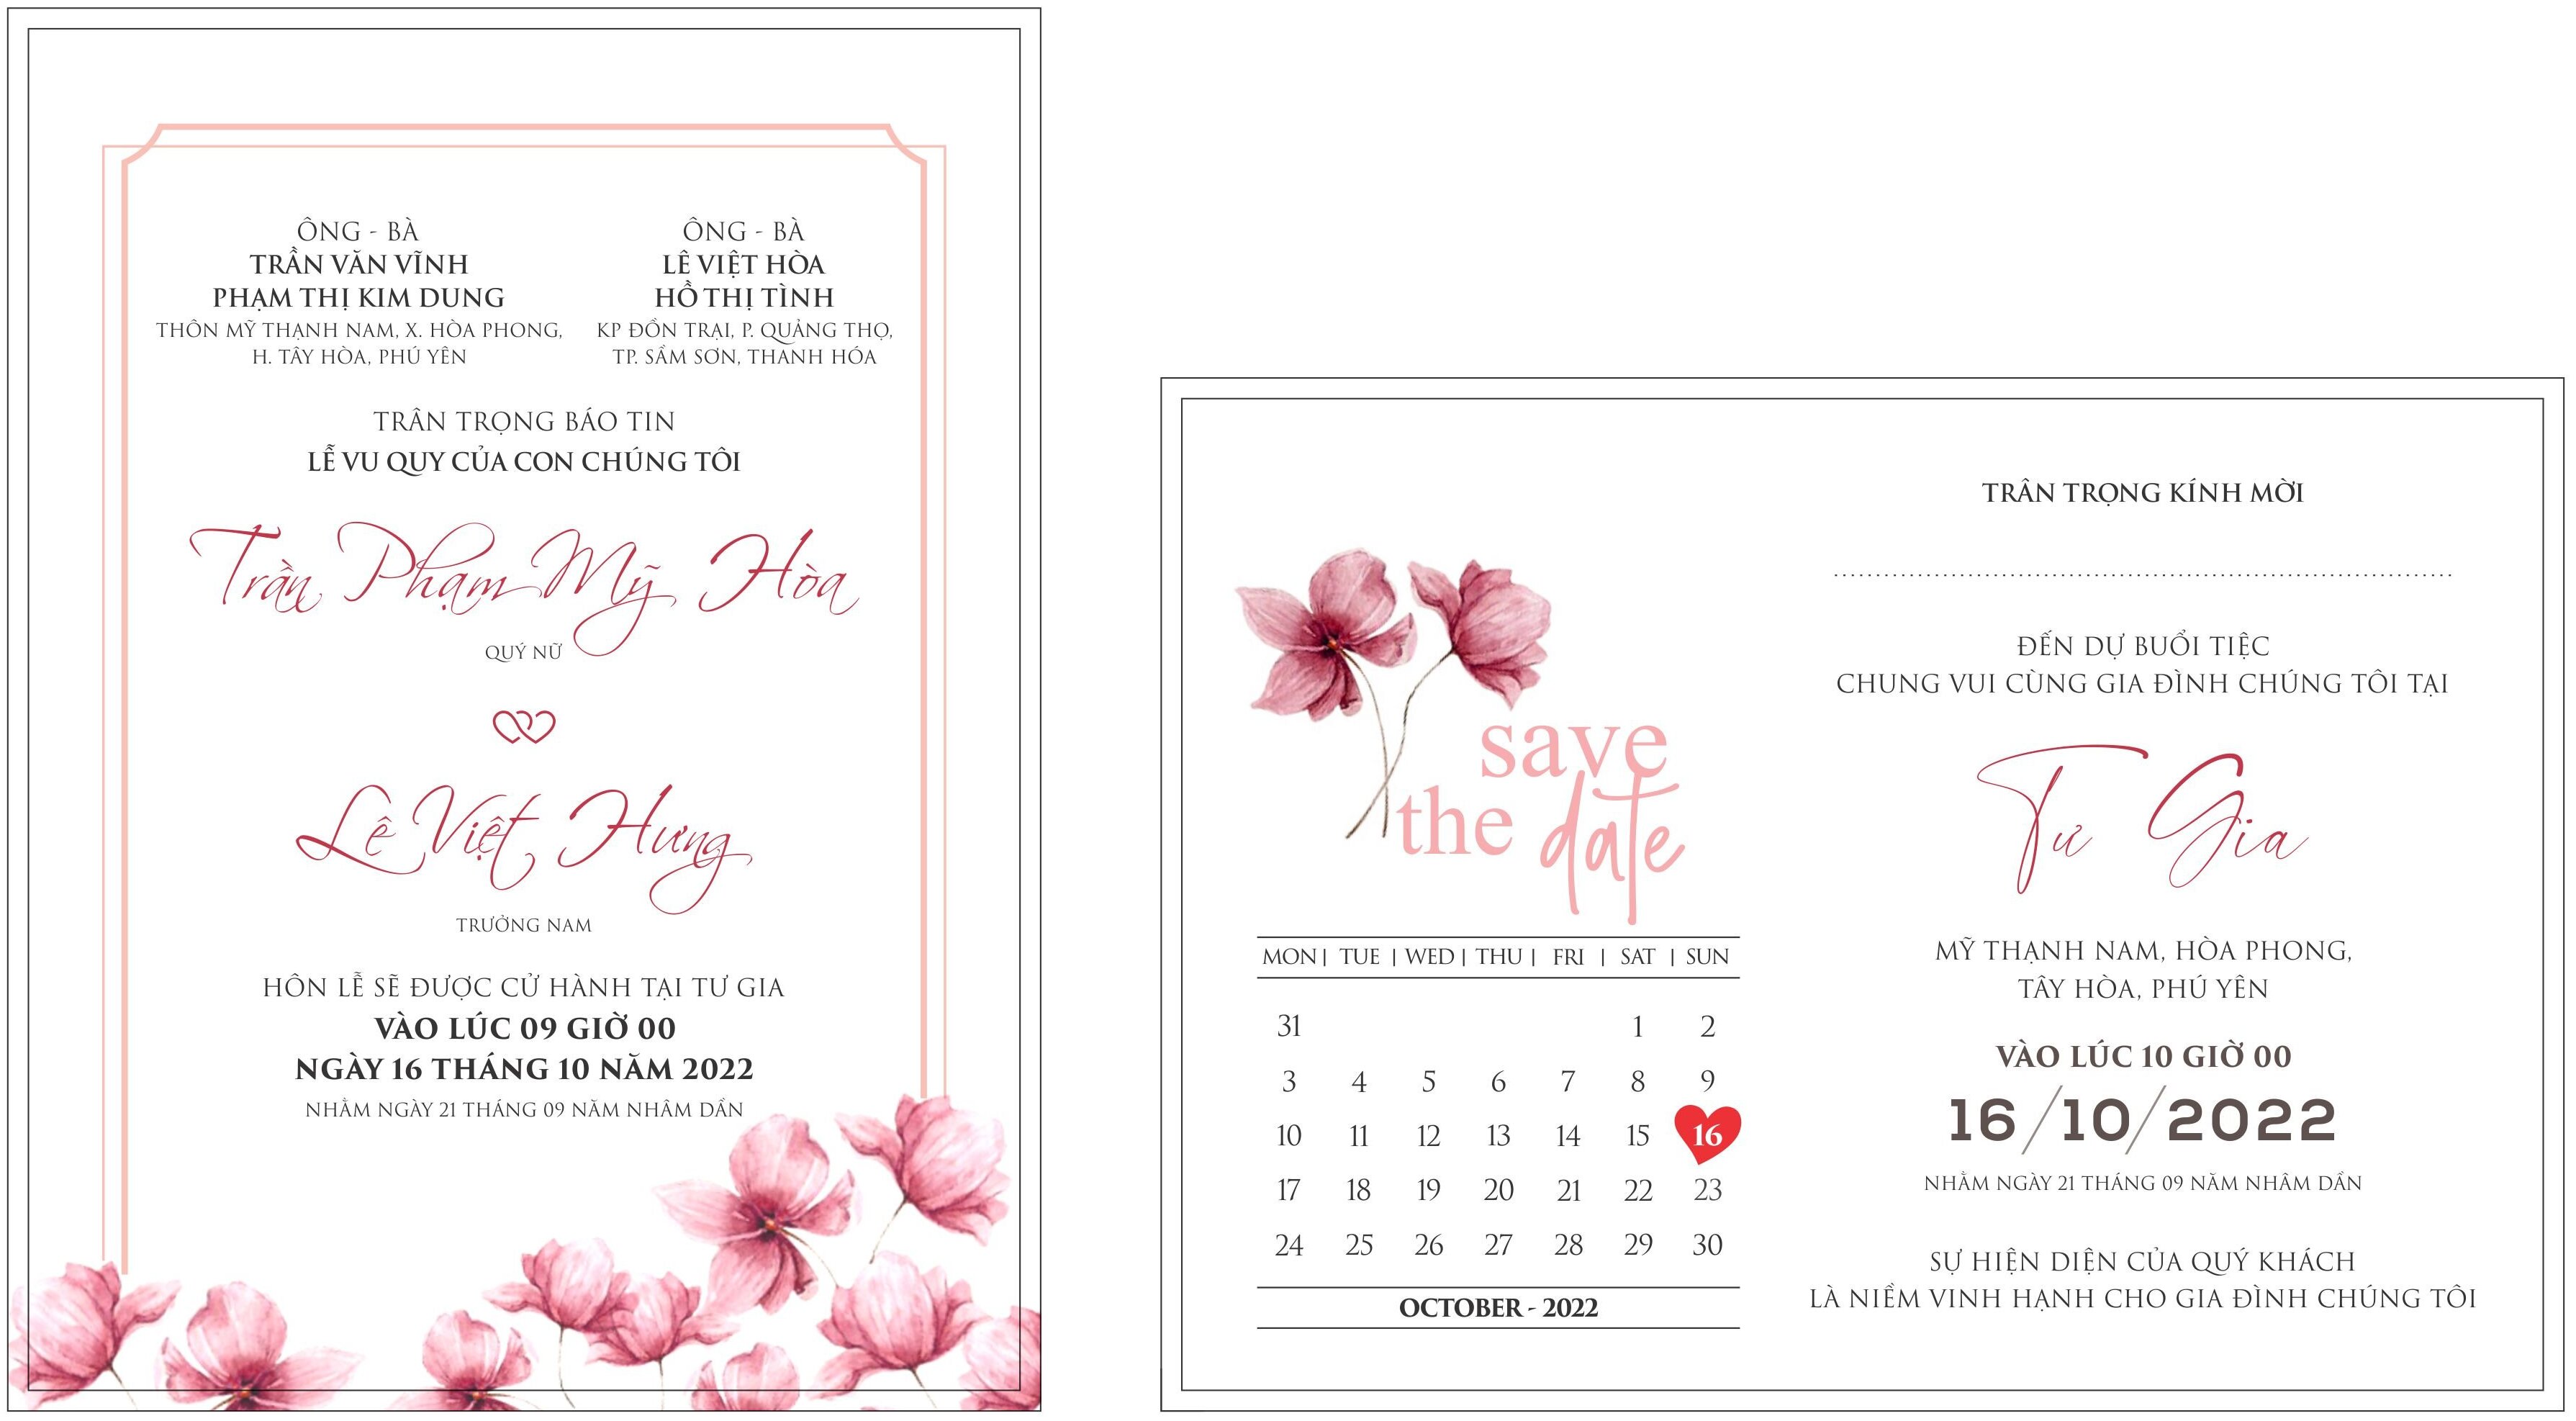 ÔNG - BÀ
TRẦN VĂN VĨNH
PHẠM THỊ KIM DUNG
THÔN MỸ THẠNH NAM, X. HÒA PHONG,
H. TÂY HÒA, PHÚ YÊN
ÔNG - BÀ
LÊ VIỆT HÒA
HỒ THỊ TÌNH
KP ĐỒN TRẠI, P. QUẢNG THỌ,
TP. SẦM SƠN, THANH HÓA
TRÂN TRỌNG BÁO TIN
LỄ VU QUY CỦA CON CHÚNG TÔI
Trần Phạm Mỹ Hòa
QUÝ NỮ
Lê Việt Hưng
TRƯỞNG NAM
HÔN LỄ SẼ ĐƯỢC CỬ HÀNH TẠI TƯ GIA
VÀO LÚC 09 GIỜ 00
NGÀY 16 THÁNG 10 NĂM 2022
NHẰM NGÀY 21 THÁNG 09 NĂM NHÂM DẦN
save
the date
MON | TUE | WED | THU | FRI | SAT | SUN
31 1 2
3 4 5 6 7 8 9
10 11 12 13 14 15 16
17 18 19 20 21 22 23
24 25 26 27 28 29 30
OCTOBER - 2022
TRÂN TRỌNG KÍNH MỜI
ĐẾN DỰ BUỔI TIỆC
CHUNG VUI CÙNG GIA ĐÌNH CHÚNG TÔI TẠI
Tư Gia
MỸ THẠNH NAM, HÒA PHONG,
TÂY HÒA, PHÚ YÊN
VÀO LÚC 10 GIỜ 00
16/10/2022
NHẰM NGÀY 21 THÁNG 09 NĂM NHÂM DẦN
SỰ HIỆN DIỆN CỦA QUÝ KHÁCH
LÀ NIỀM VINH HẠNH CHO GIA ĐÌNH CHÚNG TÔI